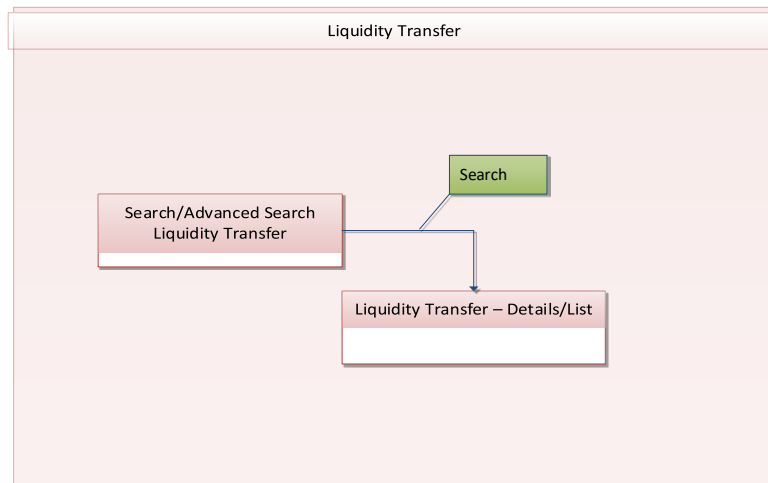 Liquidity Transfer
Search
Search/Advanced Search
Liquidity Transfer
Liquidity Transfer – Details/List